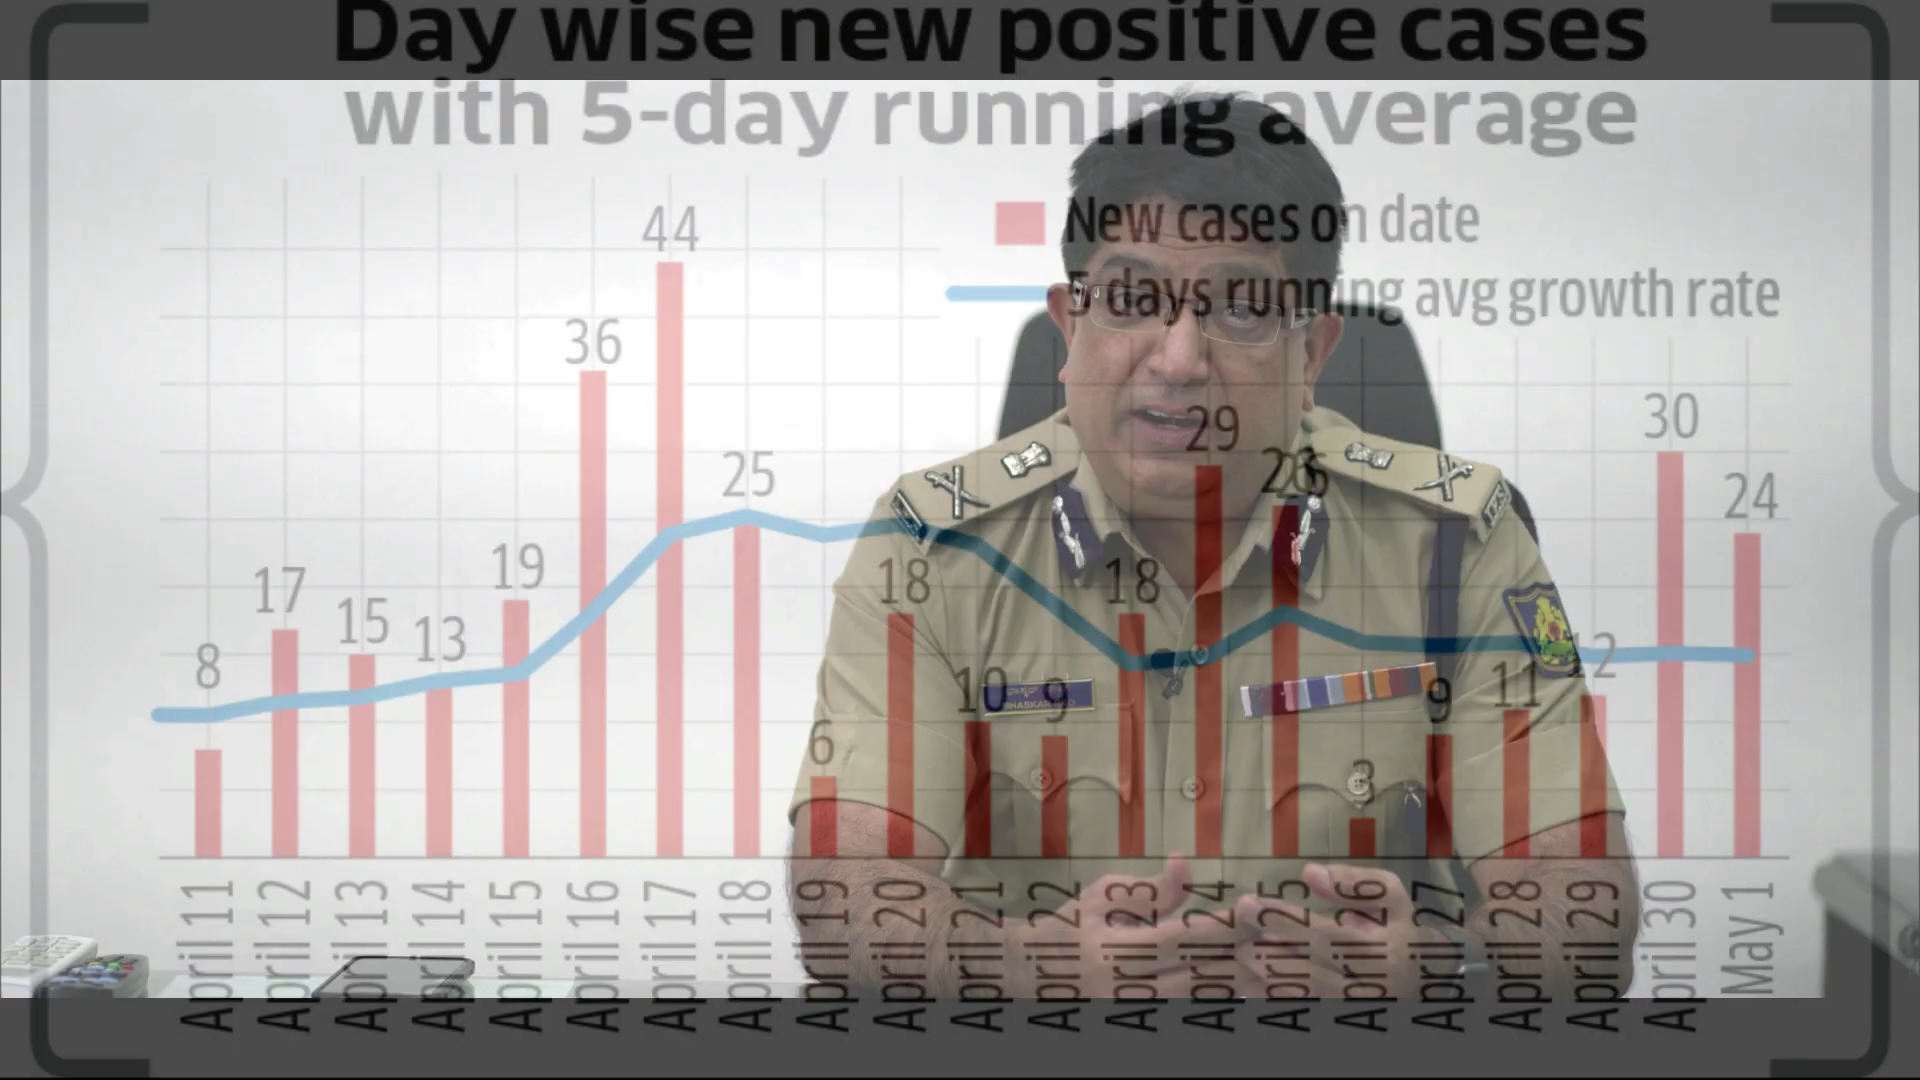 Day wise new positive cases
with 5-day running average
New cases on date
5 days running avg growth rate
8
17
15
13
19
36
44
25
6
18
10
9
18
29
26
3
9
11
12
30
24
April 11
April 12
April 13
April 14
April 15
April 16
April 17
April 18
April 19
April 20
April 21
April 22
April 23
April 24
April 25
April 26
April 27
April 28
April 29
April 30
May 1
IPS